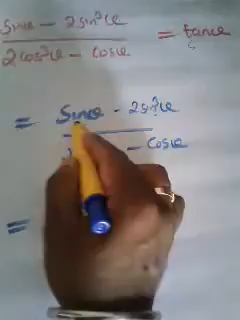 sinθ - 2sin³θ
2cos³θ - cosθ
= tanθ
= Sinθ - 2sin³θ
- cosθ
=